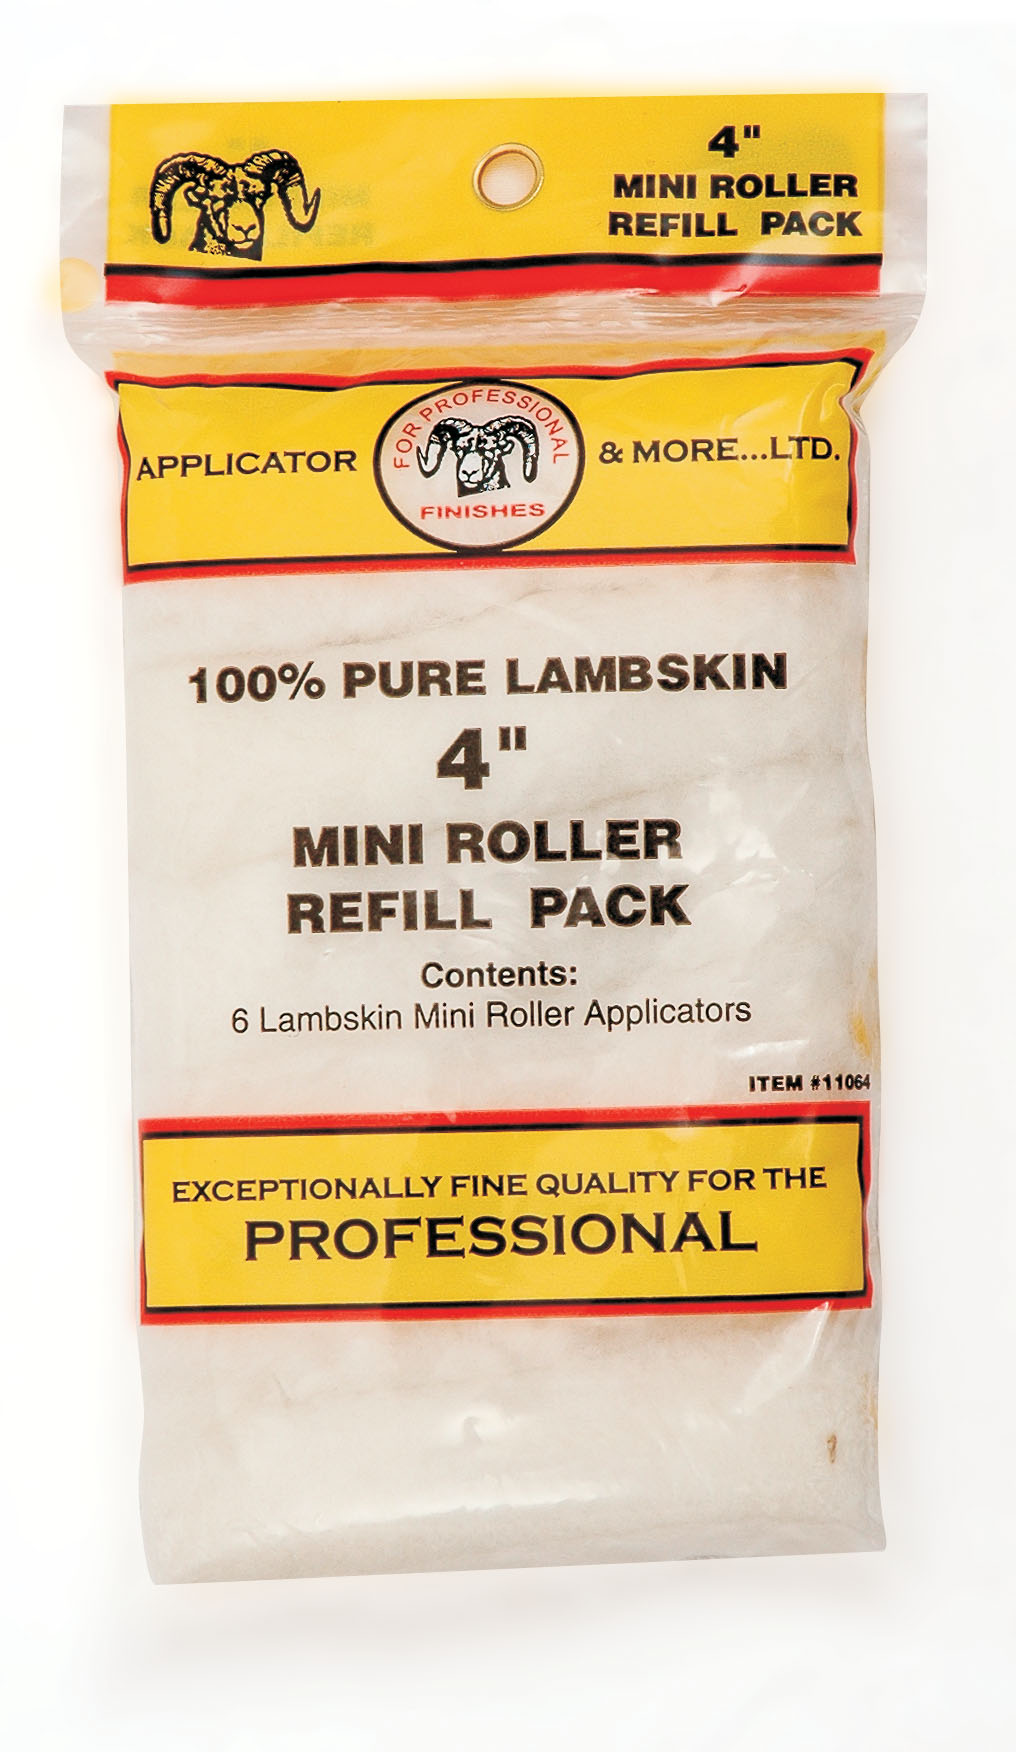 4"
MINI ROLLER
REFILL PACK
APPLICATOR
FOR PROFESSIONAL
FINISHES
& MORE...LTD.
100% PURE LAMBSKIN
4"
MINI ROLLER
REFILL PACK
Contents:
6 Lambskin Mini Roller Applicators
ITEM #11064
EXCEPTIONALLY FINE QUALITY FOR THE
PROFESSIONAL